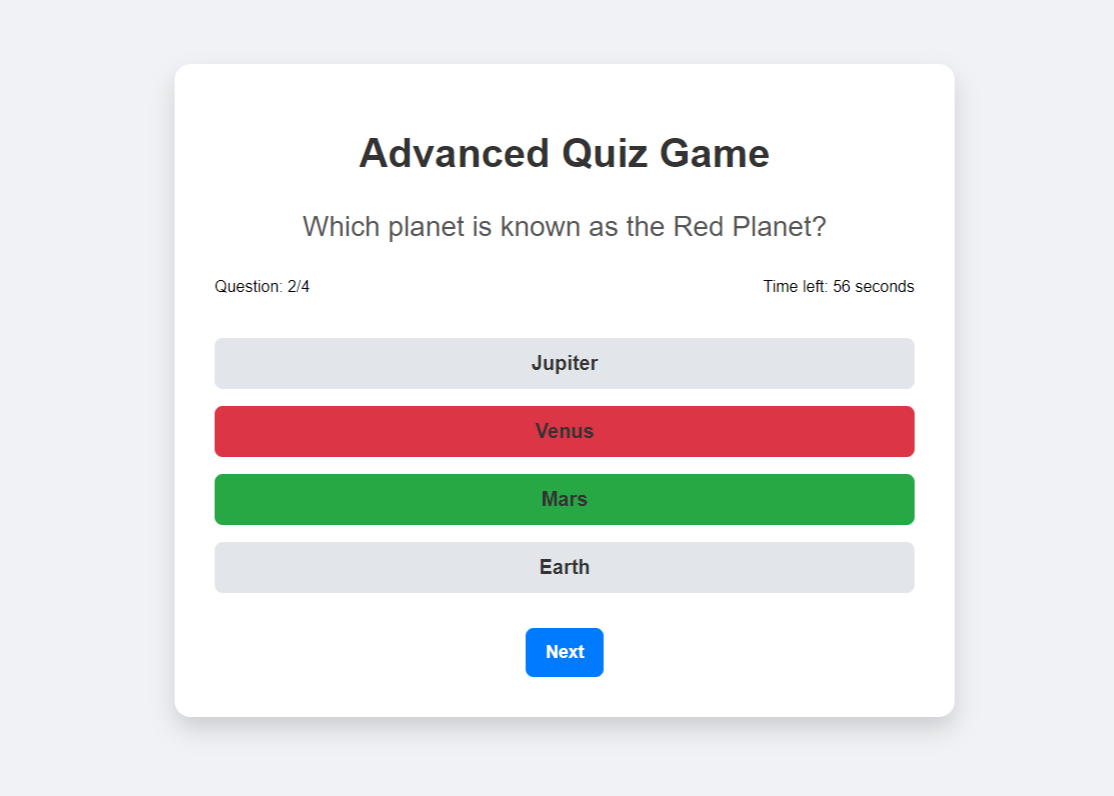 Advanced Quiz Game
Which planet is known as the Red Planet?
Question: 2/4
Time left: 56 seconds
Jupiter
Venus
Mars
Earth
Next